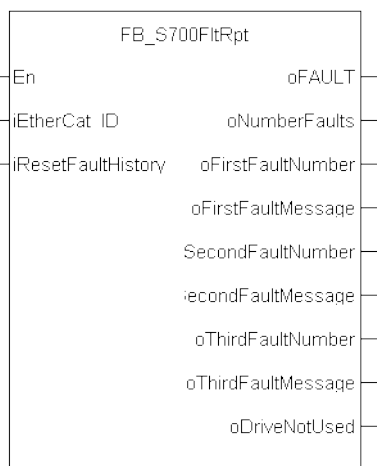 FB_S700FltRpt
En
oFAULT
iEtherCat ID
oNumberFaults
iResetFaultHistory
oFirstFaultNumber
oFirstFaultMessage
SecondFaultNumber
econdFaultMessage
oThirdFaultNumber
oThirdFaultMessage
oDriveNotUsed